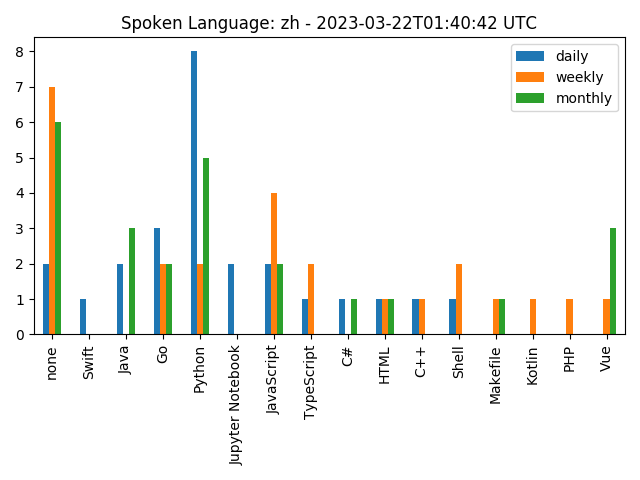 Spoken Language: zh - 2023-03-22T01:40:42 UTC
daily
weekly
monthly
8
7
6
5
4
3
2
1
0
none
Swift
Java
Go
Python
Jupyter Notebook
JavaScript
TypeScript
C#
HTML
C++
Shell
Makefile
Kotlin
PHP
Vue